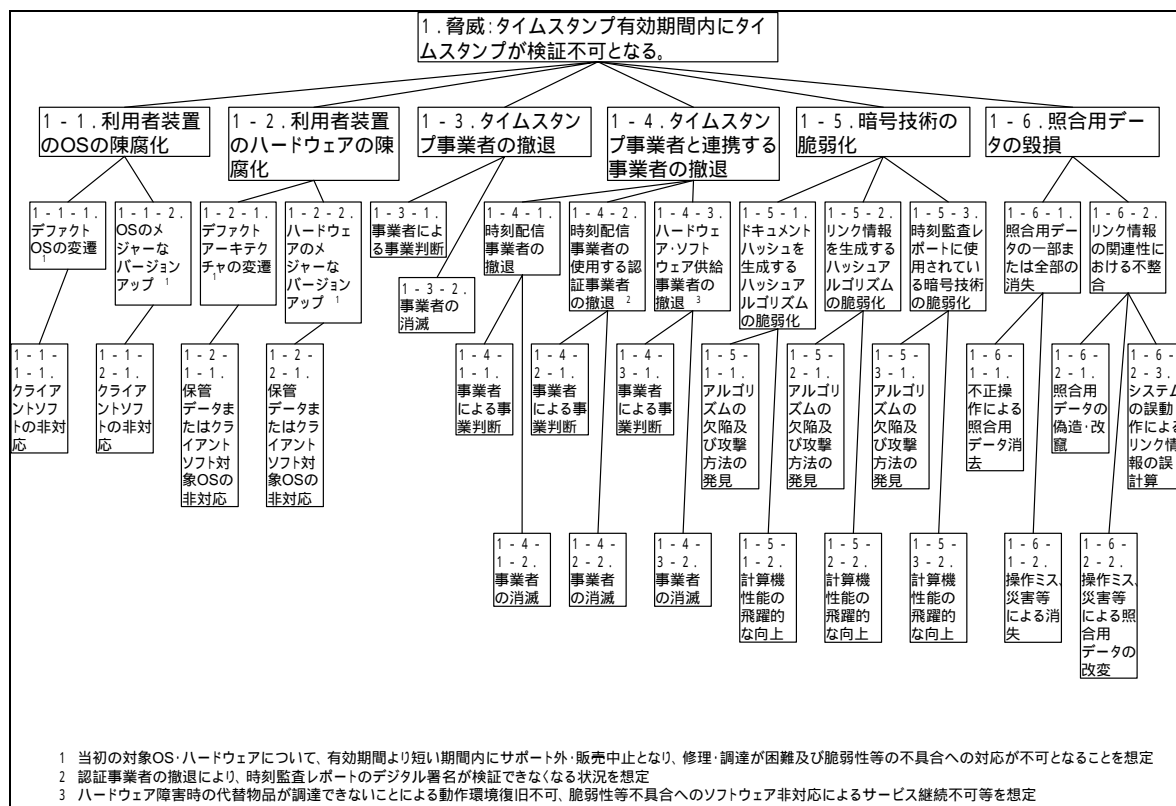 1．脅威:タイムスタンプ有効期間内にタイ
ムスタンプが検証不可となる。
1-1．利用者装置
のOSの陳腐化
1-2．利用者装置
のハードウェアの陳
腐化
1-3．タイムスタン
プ事業者の撤退
1-4．タイムスタン
プ事業者と連携する
事業者の撤退
1-5．暗号技術の
脆弱化
1-6．照合用デー
タの毀損
1-1-1．
デファクト
OSの変遷
1
1-1-2．
OSのメ
ジャーな
バージョン
アップ 1
1-2-1．
デファクト
アーキテク
チャの変遷
1
1-2-2．
ハードウェ
アのメ
ジャーな
バージョン
アップ 1
1-3-1．
事業者によ
る事業判断
1-3-2．
事業者の
消滅
1-4-1．
時刻配信
事業者の
撤退
1-4-2．
時刻配信
事業者の
使用する認
証事業者
の撤退 2
1-4-3．
ハードウェ
ア・ソフト
ウェア供給
事業者の
撤退 3
1-5-1．
ドキュメント
ハッシュを
生成する
ハッシュア
ルゴリズム
の脆弱化
1-5-2．
リンク情報
を生成する
ハッシュア
ルゴリズム
の脆弱化
1-5-3．
時刻監査レ
ポートに使
用されてい
る暗号技術
の脆弱化
1-6-1．
照合用デー
タの一部ま
たは全部の
消失
1-6-2．
リンク情報
の関連性に
おける不整
合
1-1-
1-1．
クライア
ントソフ
トの非対
応
1-1-
2-1．
クライア
ントソフ
トの非対
応
1-2-
1-1．
保管
データま
たはクラ
イアント
ソフト対
象OSの
非対応
1-2-
2-1．
保管
データま
たはクラ
イアント
ソフト対
象OSの
非対応
1-4-
1-1．
事業者
による事
業判断
1-4-
2-1．
事業者
による事
業判断
1-4-
3-1．
事業者
による事
業判断
1-5-
1-1．
アルゴリ
ズムの
欠陥及
び攻撃
方法の
発見
1-5-
2-1．
アルゴリ
ズムの
欠陥及
び攻撃
方法の
発見
1-5-
3-1．
アルゴリ
ズムの
欠陥及
び攻撃
方法の
発見
1-6-
1-1．
不正操
作による
照合用
データ消
去
1-6-
2-1．
照合用
データの
偽造・改
竄
1-6-
2-3．
システム
の誤動
作による
リンク情
報の誤
計算
1-4-
1-2．
事業者
の消滅
1-4-
2-2．
事業者
の消滅
1-4-
3-2．
事業者
の消滅
1-5-
1-2．
計算機
性能の
飛躍的
な向上
1-5-
2-2．
計算機
性能の
飛躍的
な向上
1-5-
3-2．
計算機
性能の
飛躍的
な向上
1-6-
1-2．
操作ミス、
災害等
による消
失
1-6-
2-2．
操作ミス、
災害等
による照
合用
データの
改変
1 当初の対象OS・ハードウェアについて、有効期間より短い期間内にサポート外・販売中止となり、修理・調達が困難及び脆弱性等の不具合への対応が不可となることを想定
2 認証事業者の撤退により、時刻監査レポートのデジタル署名が検証できなくなる状況を想定
3 ハードウェア障害時の代替物品が調達できないことによる動作環境復旧不可、脆弱性等不具合へのソフトウェア非対応によるサービス継続不可等を想定